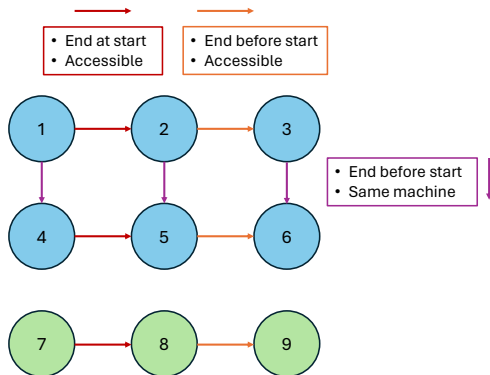 • End at start
• Accessible
• End before start
• Accessible
1
2
3
• End before start
• Same machine
4
5
6
7
8
9